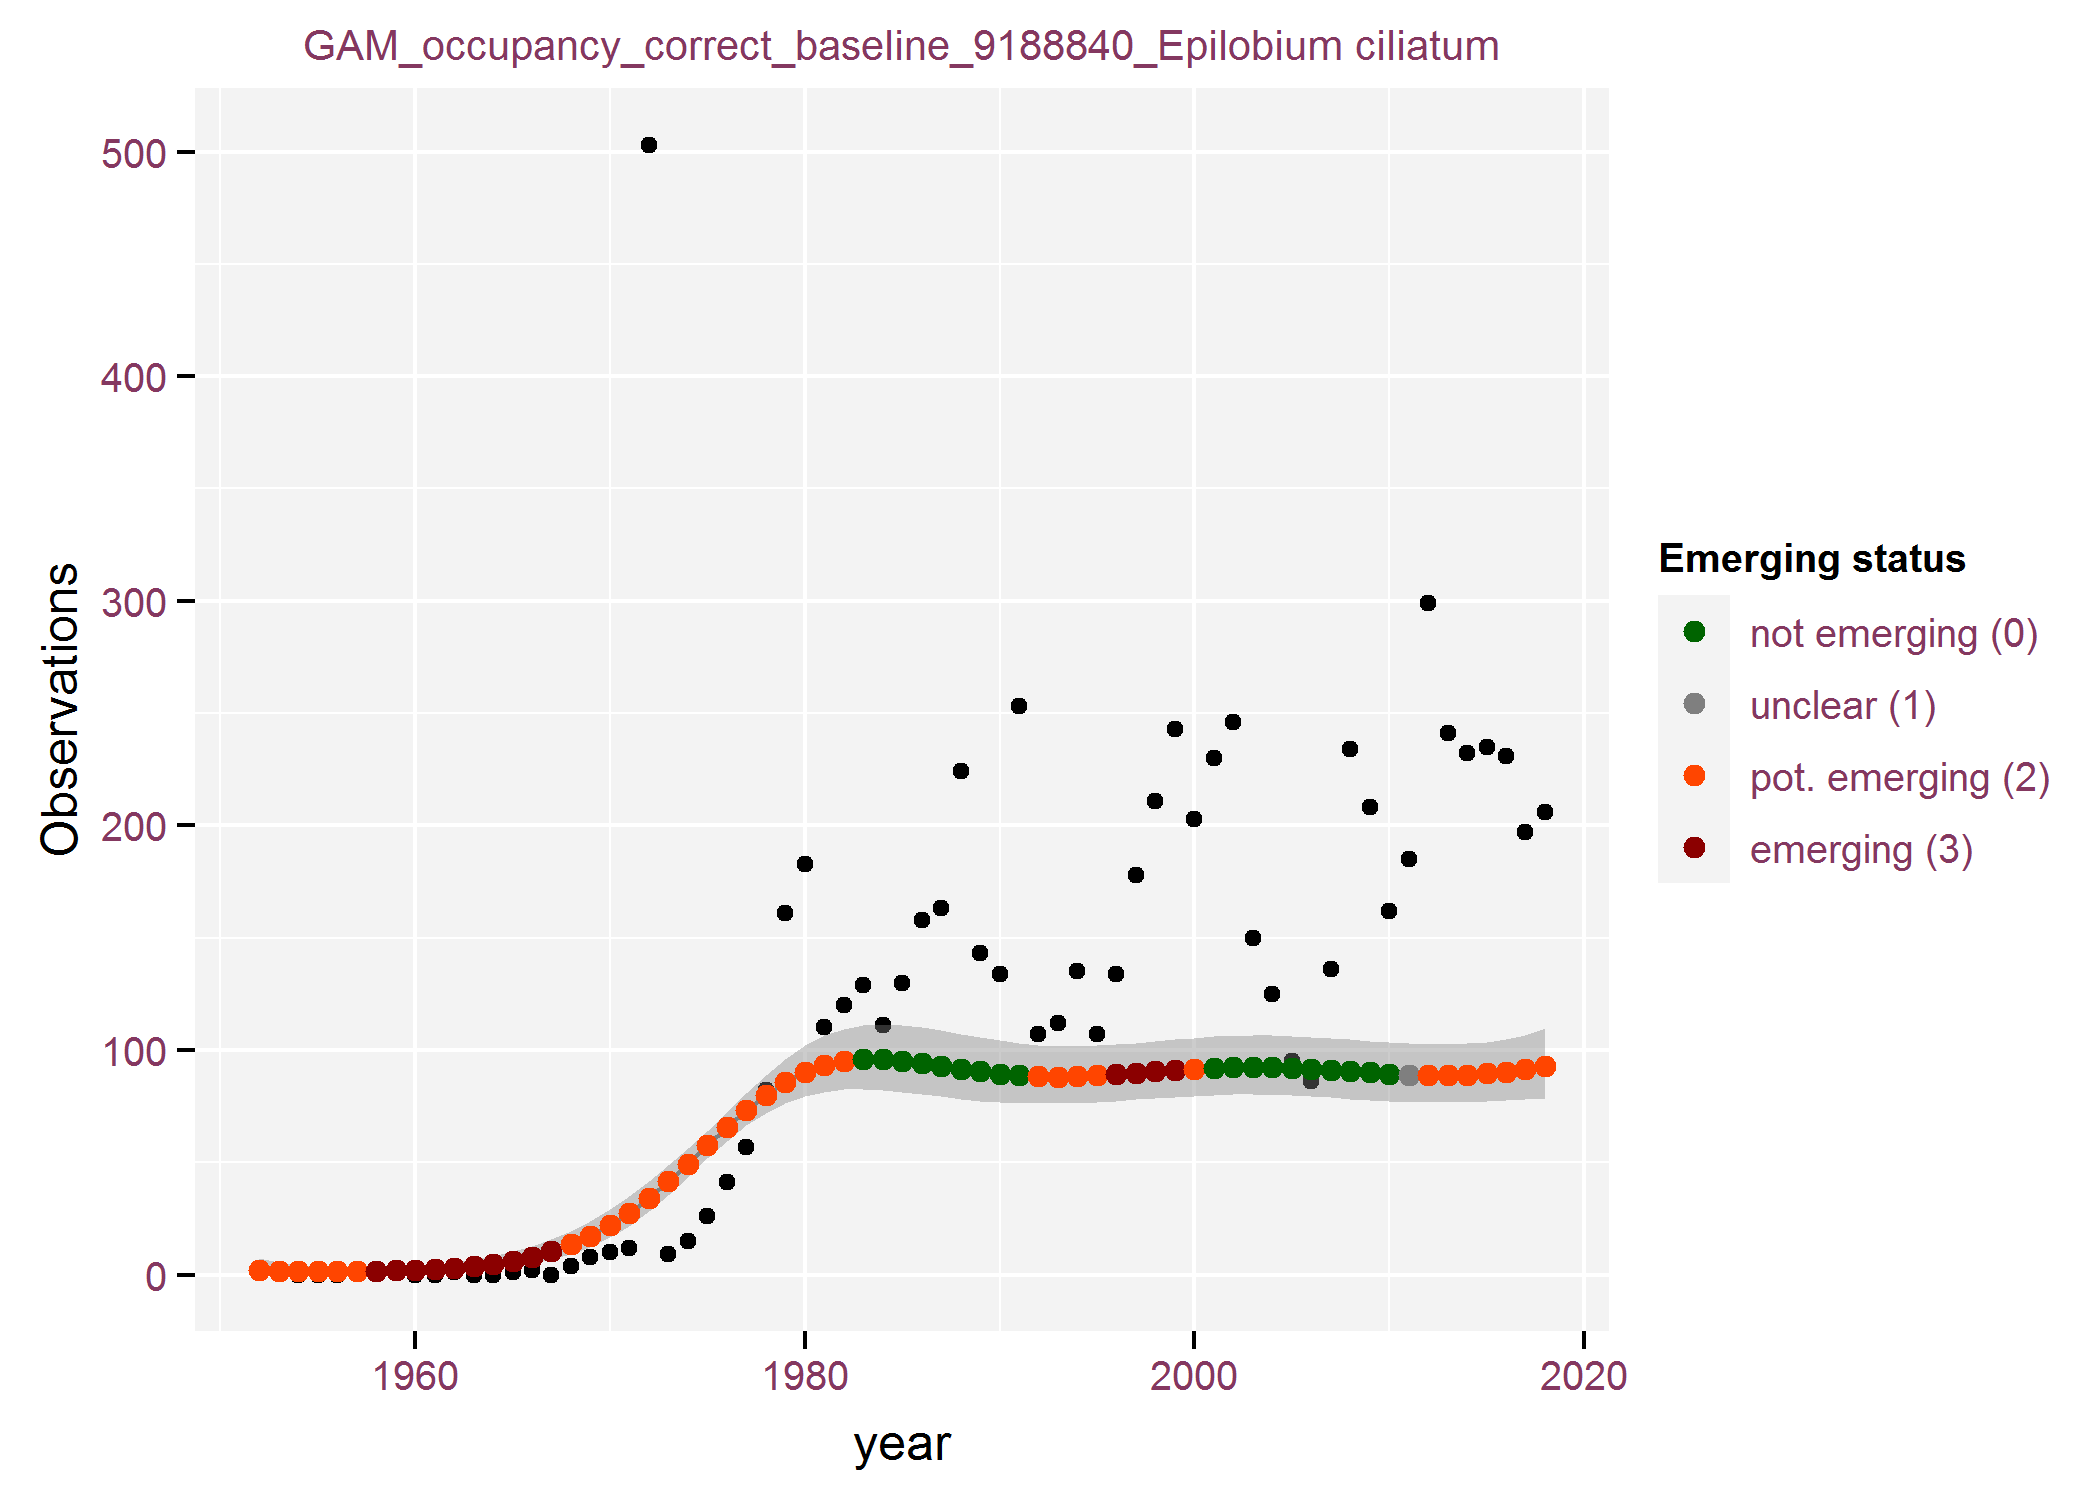 GAM_occupancy_correct_baseline_9188840_Epilobium ciliatum
Observations
500
400
300
200
100
0
1960
1980
2000
2020
year
Emerging status
not emerging (0)
unclear (1)
pot. emerging (2)
emerging (3)